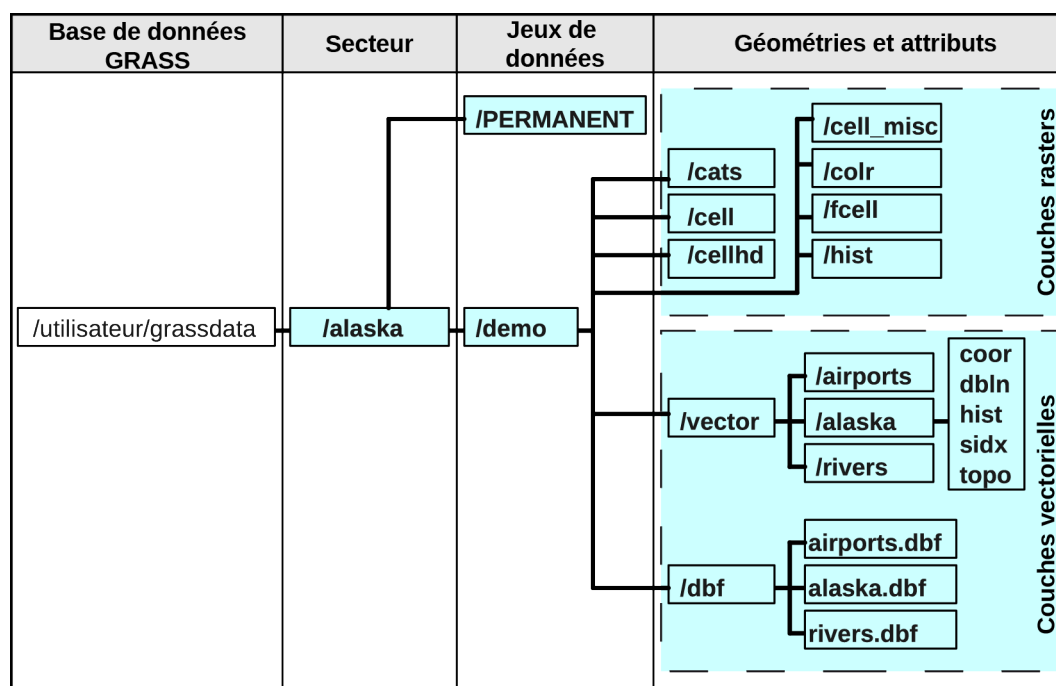 Base de données
GRASS
Secteur
Jeux de
données
Géométries et attributs
/utilisateur/grassdata
/alaska
/PERMANENT
/demo
/cats
/cell
/cellhd
/cell_misc
/colr
/fcell
/hist
Couches rasters
/vector
/airports
/alaska
/rivers
coor
dbln
hist
sidx
topo
/dbf
airports.dbf
alaska.dbf
rivers.dbf
Couches vectorielles